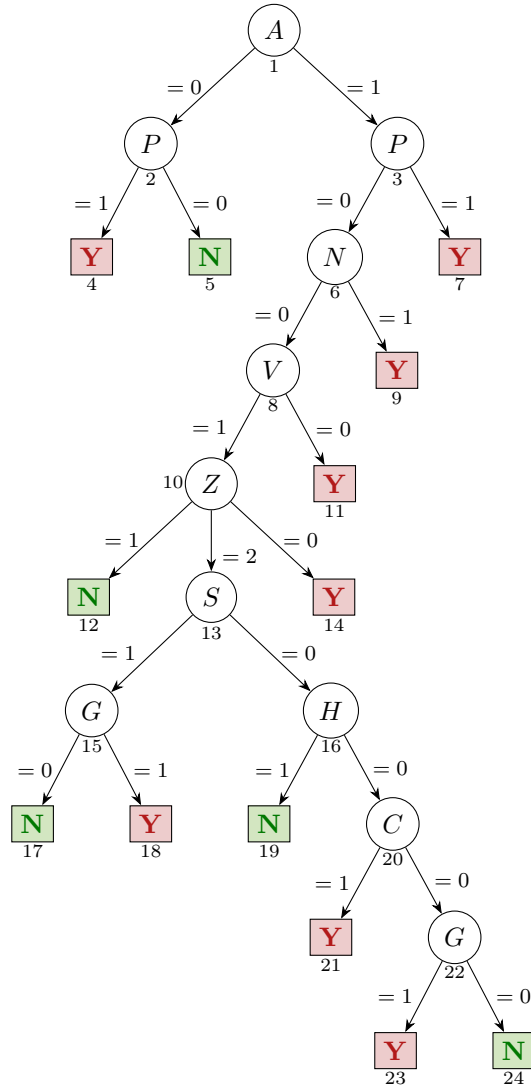 A
1
= 0
= 1
P
2
P
3
= 1
= 0
= 0
= 1
Y
4
N
5
N
6
Y
7
= 0
= 1
V
8
Y
9
= 1
= 0
10
Z
Y
11
= 1
= 2
= 0
N
12
S
13
Y
14
= 1
= 0
G
15
H
16
= 0
= 1
= 1
= 0
N
17
Y
18
N
19
C
20
= 1
= 0
Y
21
G
22
= 1
= 0
Y
23
N
24